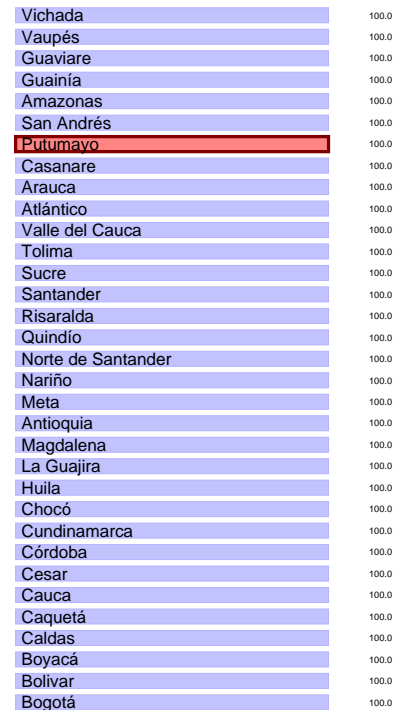 Vichada 100.0
Vaupés 100.0
Guaviare 100.0
Guainía 100.0
Amazonas 100.0
San Andrés 100.0
Putumayo 100.0
Casanare 100.0
Arauca 100.0
Atlántico 100.0
Valle del Cauca 100.0
Tolima 100.0
Sucre 100.0
Santander 100.0
Risaralda 100.0
Quindío 100.0
Norte de Santander 100.0
Nariño 100.0
Meta 100.0
Antioquia 100.0
Magdalena 100.0
La Guajira 100.0
Huila 100.0
Chocó 100.0
Cundinamarca 100.0
Córdoba 100.0
Cesar 100.0
Cauca 100.0
Caquetá 100.0
Caldas 100.0
Boyacá 100.0
Bolivar 100.0
Bogotá 100.0